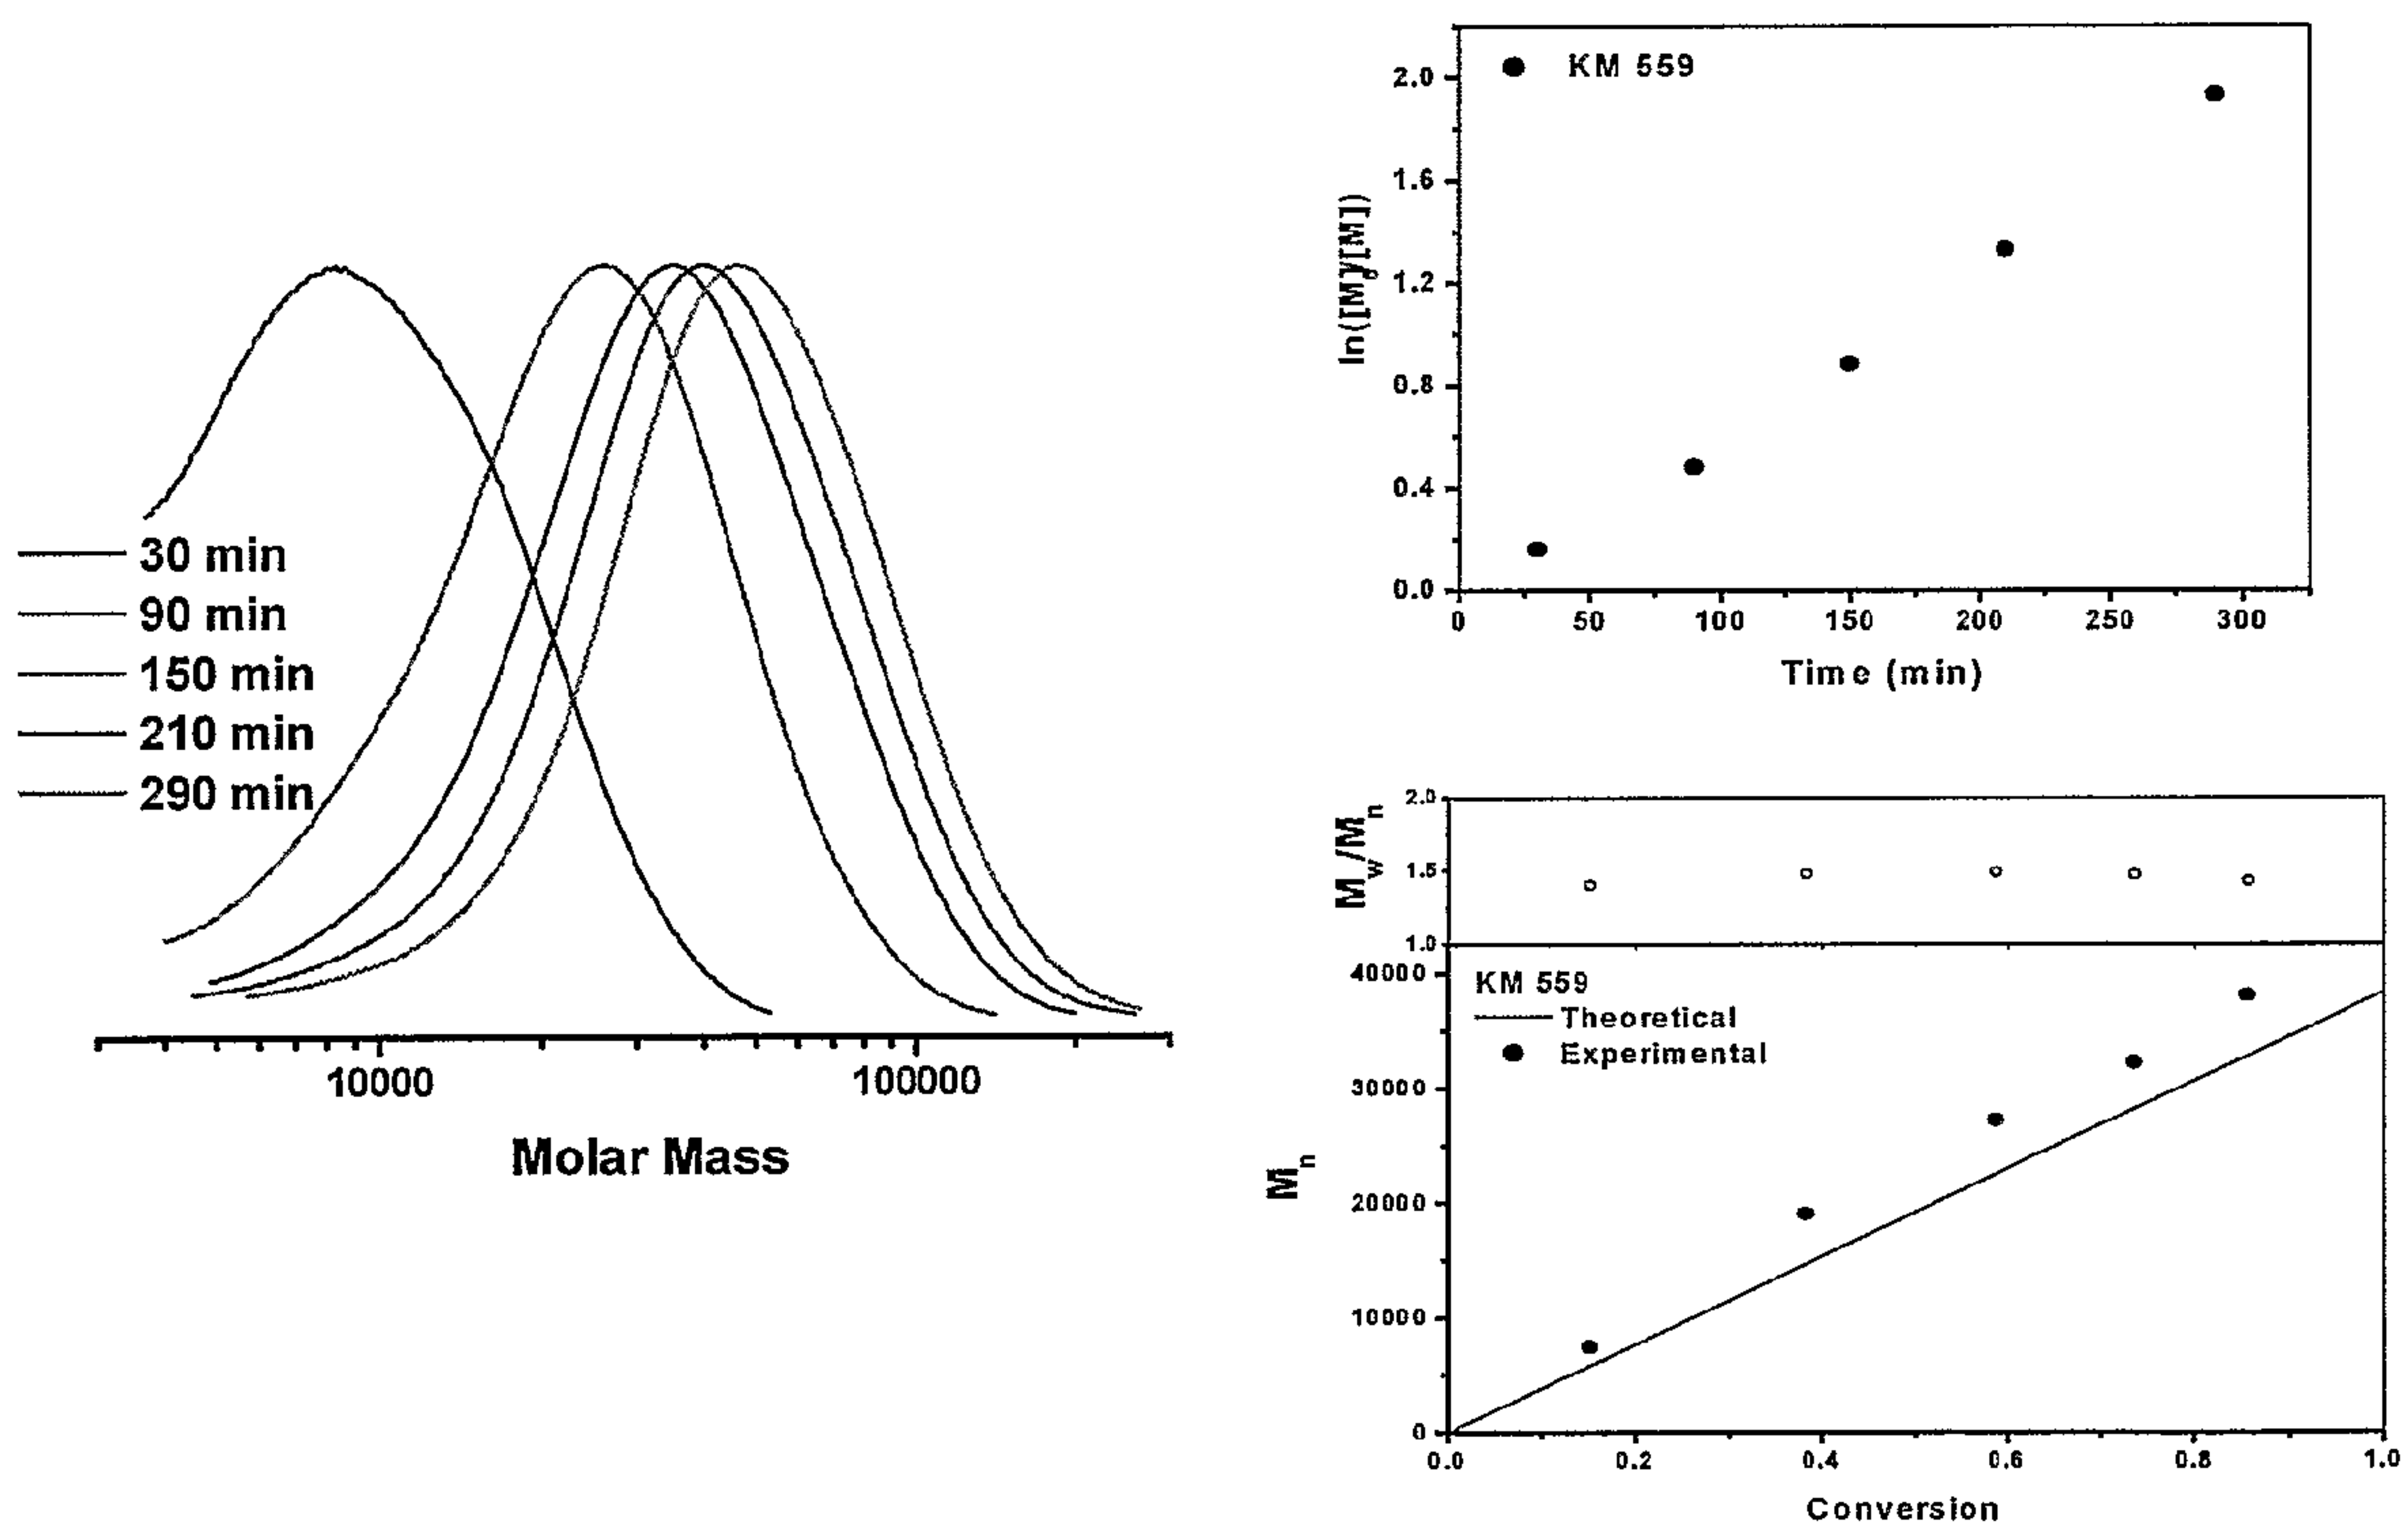 30 min
90 min
150 min
210 min
290 min
10000 100000
Molar Mass
KM 559
2.0
1.6
1.2
0.8
0.4
0.0
ln([M]0/[M])
0 50 100 150 200 250 300
Time (min)
2.0
1.5
1.0
Mw/Mn
KM 559
Theoretical
Experimental
40000
30000
20000
10000
0
Mn
0.0 0.2 0.4 0.6 0.8 1.0
Conversion